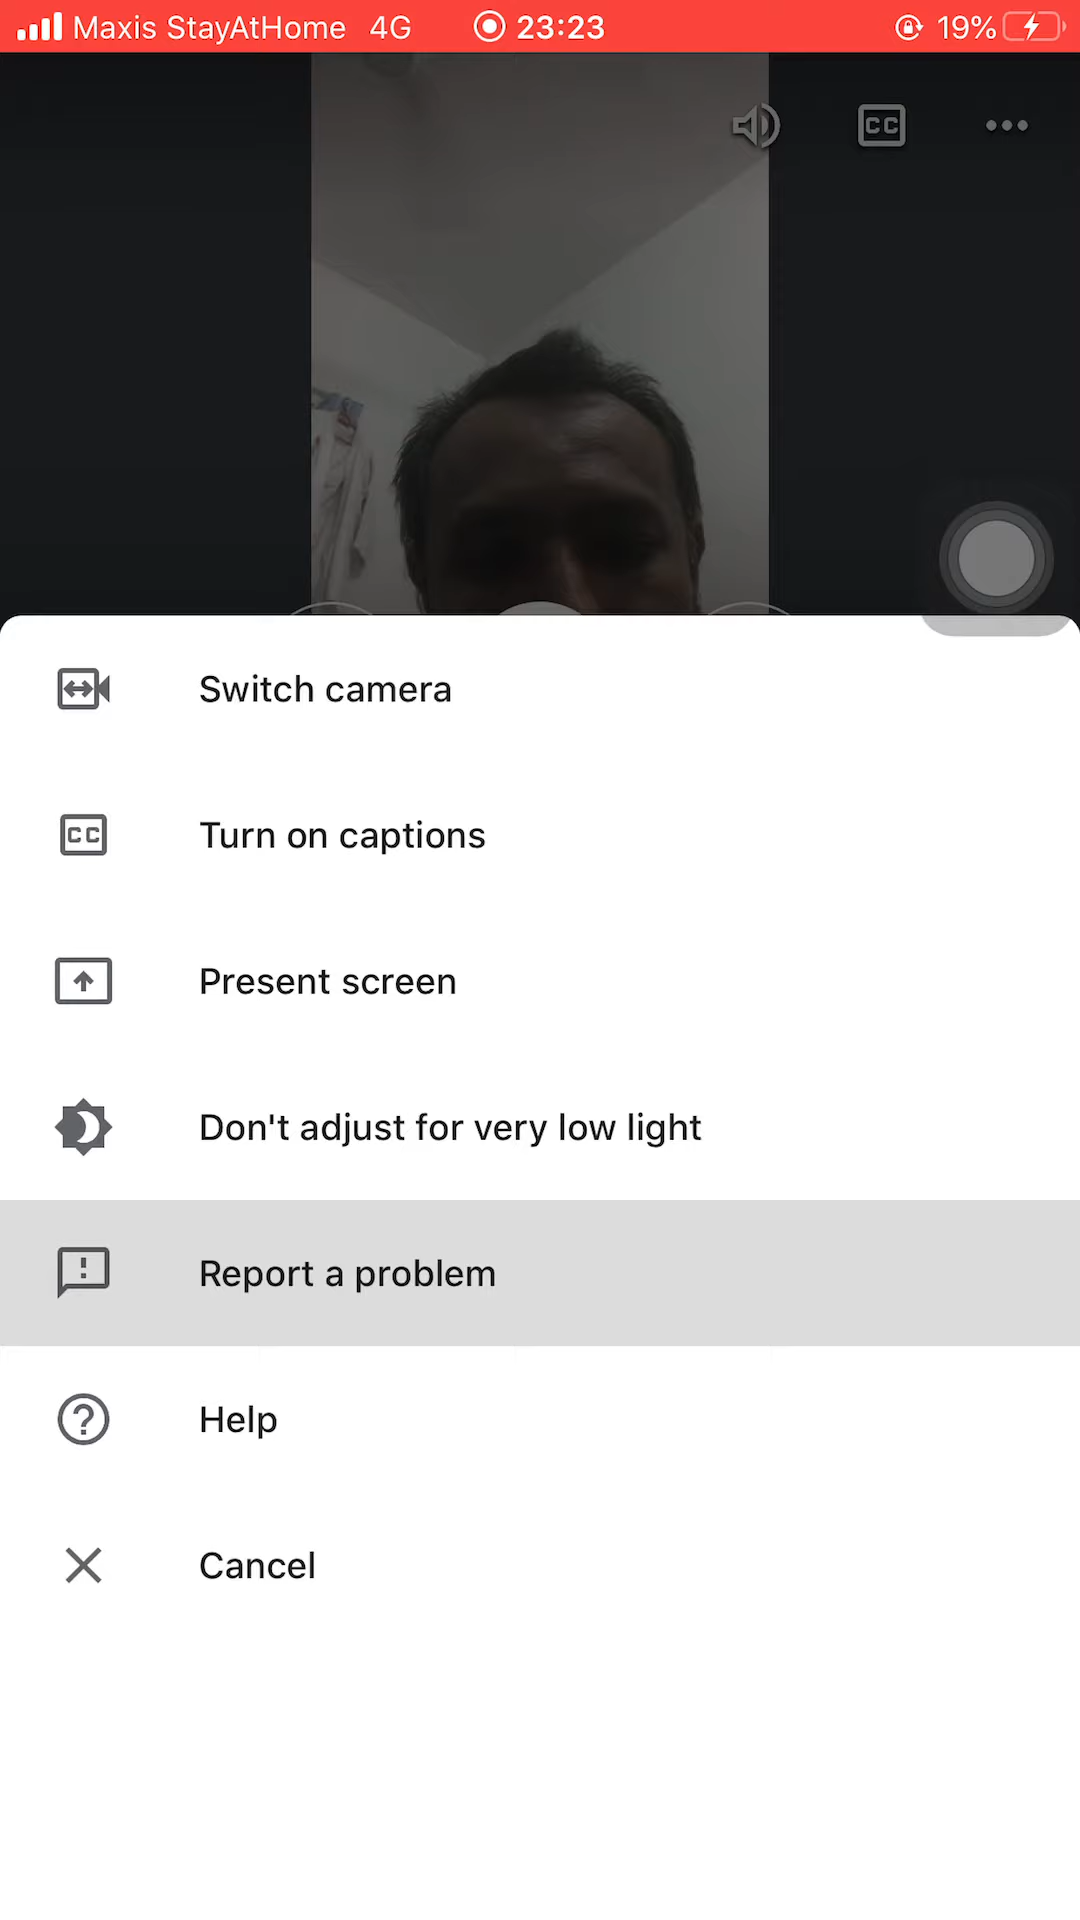 Maxis StayAtHome 4G 23:23 19%
CC
Switch camera
CC Turn on captions
Present screen
Don't adjust for very low light
Report a problem
Help
Cancel